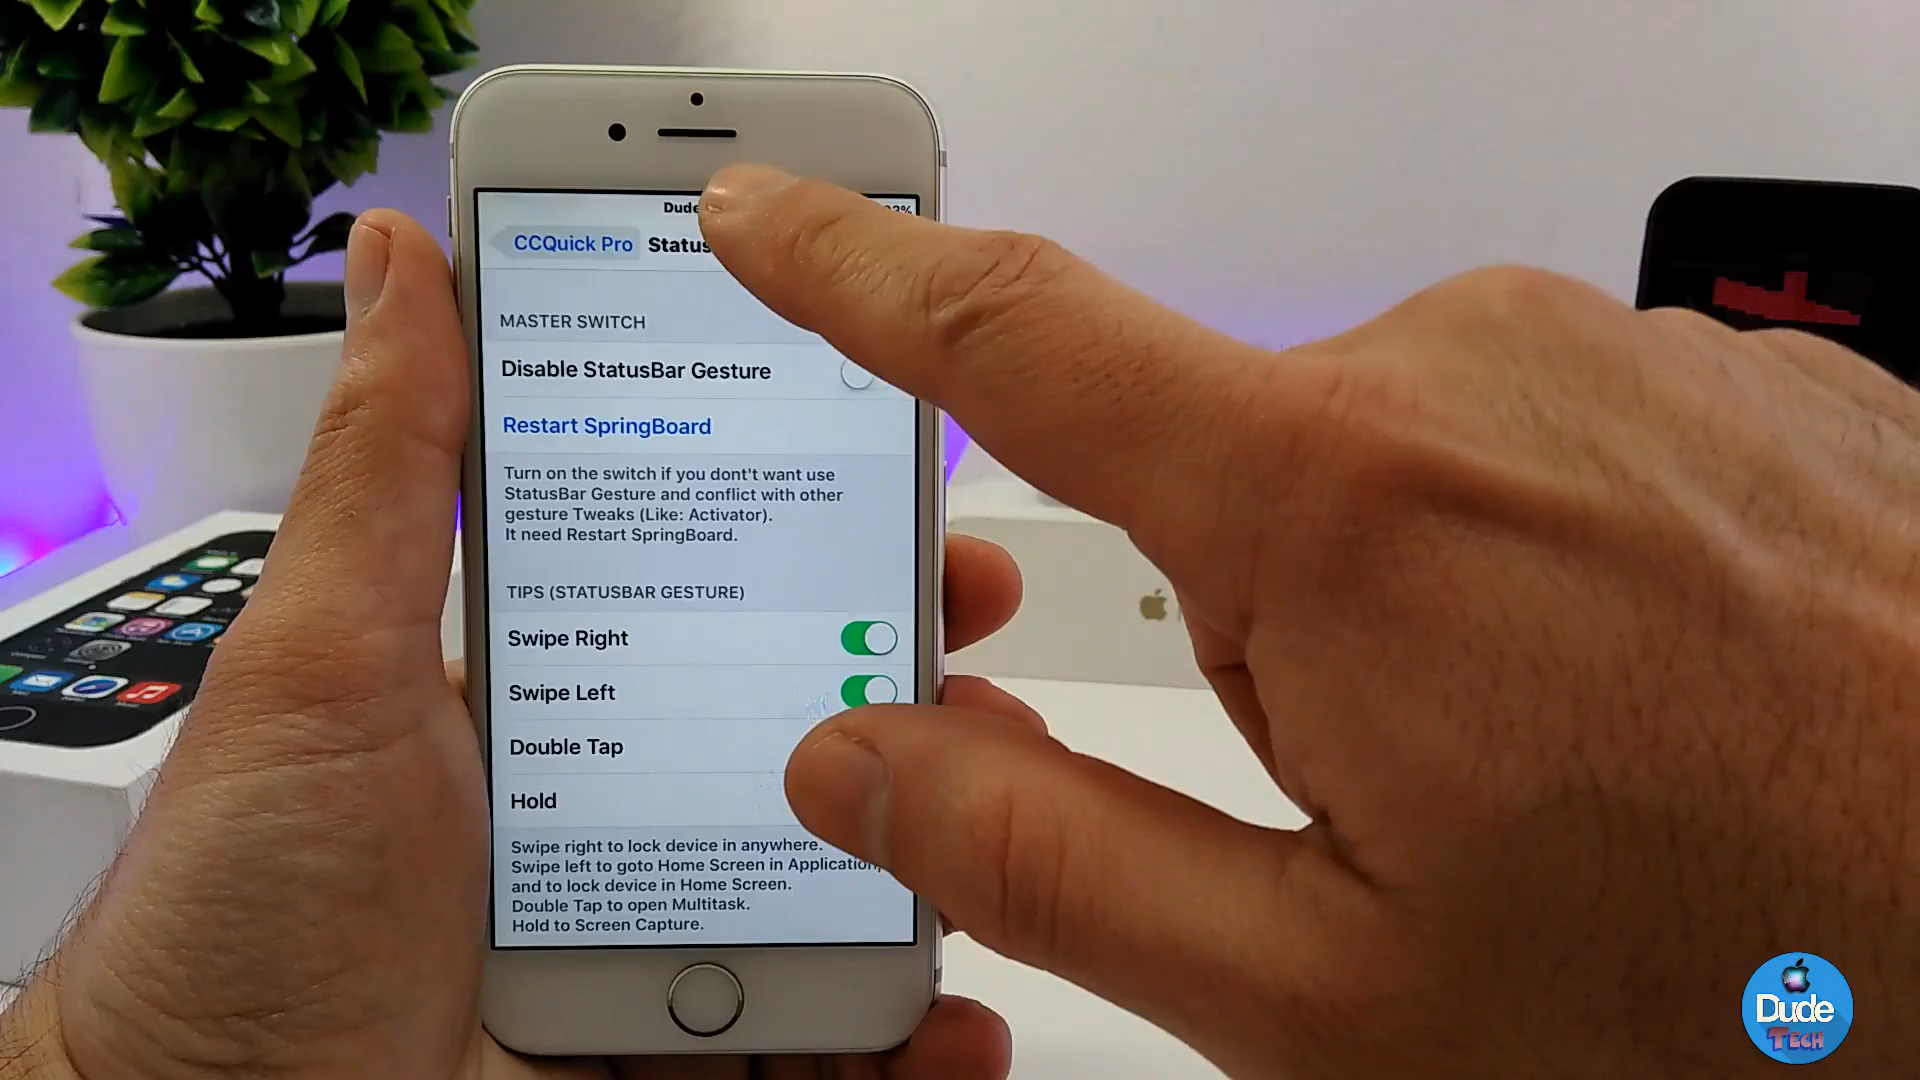 Dude
CCQuick Pro
Status
MASTER SWITCH
Disable StatusBar Gesture
Restart SpringBoard
Turn on the switch if you dont't want use
StatusBar Gesture and conflict with other
gesture Tweaks (Like: Activator).
It need Restart SpringBoard.
TIPS (STATUSBAR GESTURE)
Swipe Right
Swipe Left
Double Tap
Hold
Swipe right to lock device in anywhere.
Swipe left to goto Home Screen in Application,
and to lock device in Home Screen.
Double Tap to open Multitask.
Hold to Screen Capture.
Dude
TECH